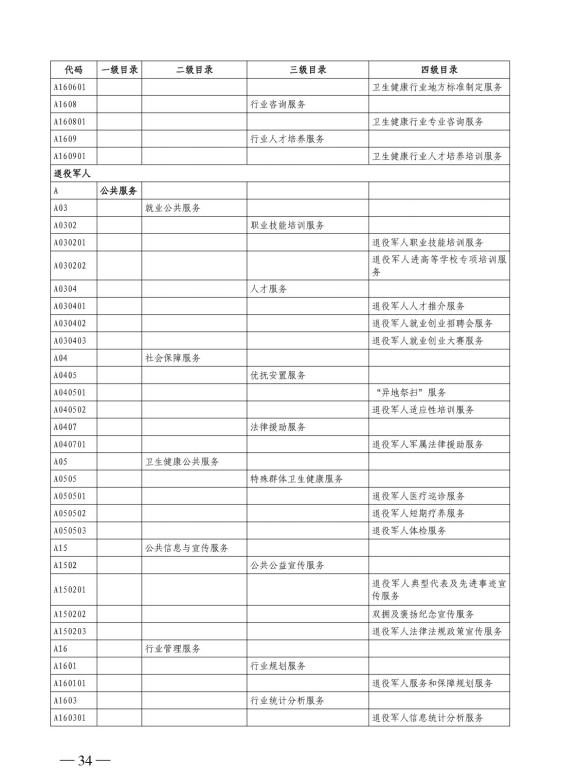 代码 一级目录 二级目录 三级目录 四级目录
A160601 卫生健康行业地方标准制定服务
A1608 行业咨询服务
A160801 卫生健康行业专业咨询服务
A1609 行业人才培养服务
A160901 卫生健康行业人才培养培训服务
退役军人
A 公共服务
A03 就业公共服务
A0302 职业技能培训服务
A030201 退役军人职业技能培训服务
A030202 退役军人进高等学校专项培训服
务
A0304 人才服务
A030401 退役军人人才推介服务
A030402 退役军人就业创业招聘会服务
A030403 退役军人就业创业大赛服务
A04 社会保障服务
A0405 优抚安置服务
A040501 “异地祭扫”服务
A040502 退役军人适应性培训服务
A0407 法律援助服务
A040701 退役军人军属法律援助服务
A05 卫生健康公共服务
A0505 特殊群体卫生健康服务
A050501 退役军人医疗巡诊服务
A050502 退役军人短期疗养服务
A050503 退役军人体检服务
A15 公共信息与宣传服务
A1502 公共公益宣传服务
A150201 退役军人典型代表及先进事迹宣
传服务
A150202 双拥及褒扬纪念宣传服务
A150203 退役军人法律法规政策宣传服务
A16 行业管理服务
A1601 行业规划服务
A160101 退役军人服务和保障规划服务
A1603 行业统计分析服务
A160301 退役军人信息统计分析服务
— 34 —